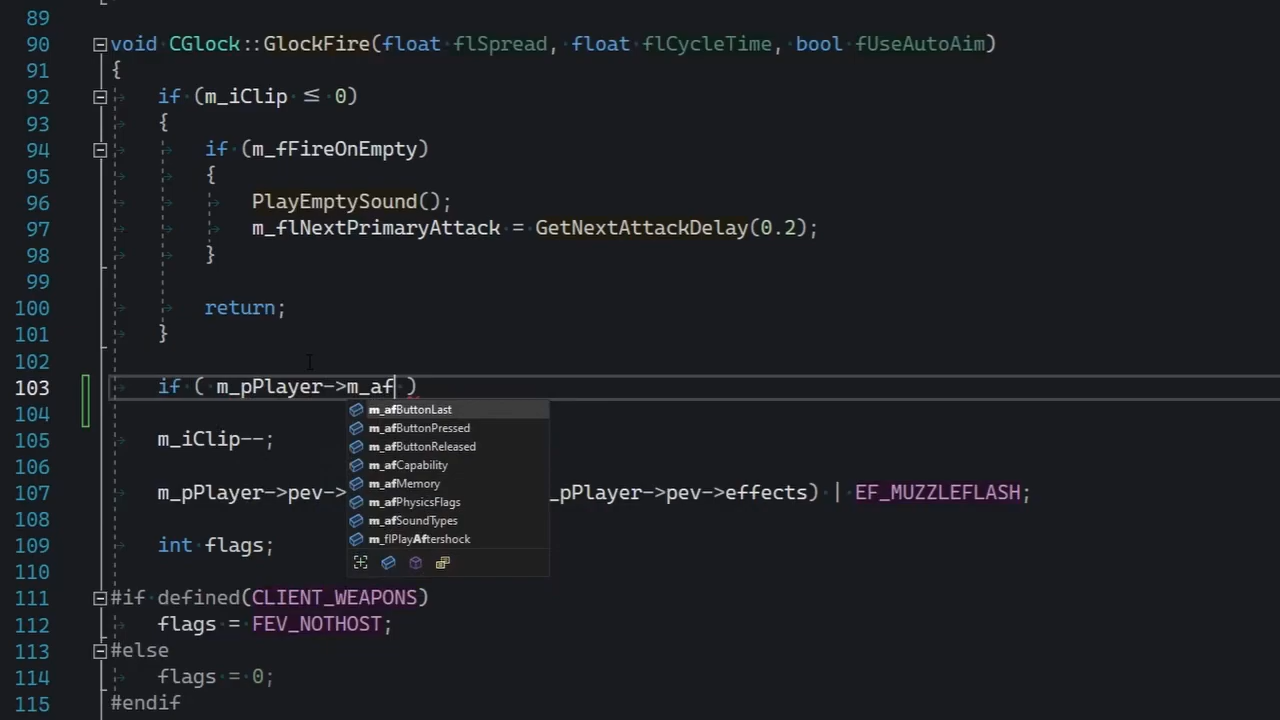 89
90 void CGlock::GlockFire(float flSpread, float flCycleTime, bool fUseAutoAim)
91 {
92 if (m_iClip ≤ 0)
93 {
94 if (m_fFireOnEmpty)
95 {
96 PlayEmptySound();
97 m_flNextPrimaryAttack = GetNextAttackDelay(0.2);
98 }
99
100 return;
101 }
102
103 if ( m_pPlayer->m_af )
m_afButtonLast
104
m_afButtonPressed
105 m_iClip--;
m_afButtonReleased
106
m_afCapability
m_afMemory
107 m_pPlayer->pev-> _pPlayer->pev->effects) | EF_MUZZLEFLASH;
m_afPhysicsFlags
108
m_afSoundTypes
m_flPlayAftershock
109 int flags;
110
111 #if defined(CLIENT_WEAPONS)
112 flags = FEV_NOTHOST;
113 #else
114 flags = 0;
115 #endif